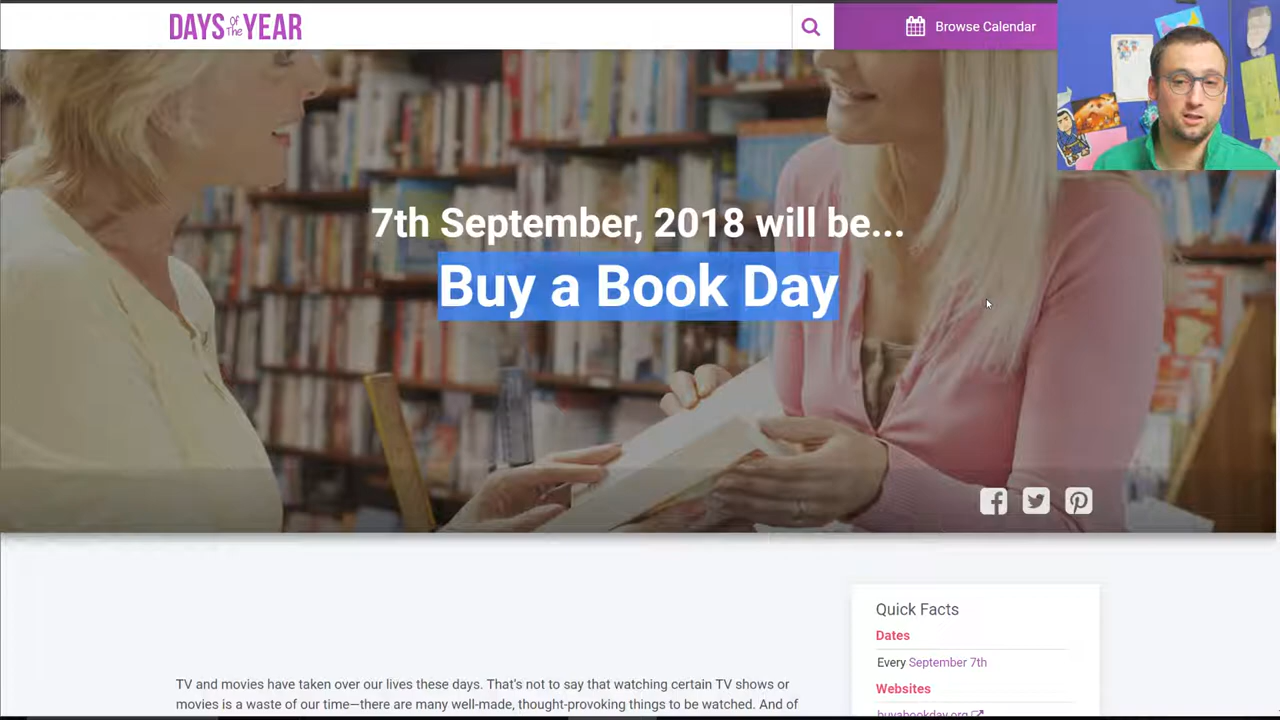 DAYS Of The YEAR
Browse Calendar
7th September, 2018 will be...
Buy a Book Day
Quick Facts
Dates
Every September 7th
Websites
buyabookday.org
TV and movies have taken over our lives these days. That's not to say that watching certain TV shows or
movies is a waste of our time—there are many well-made, thought-provoking things to be watched. And of